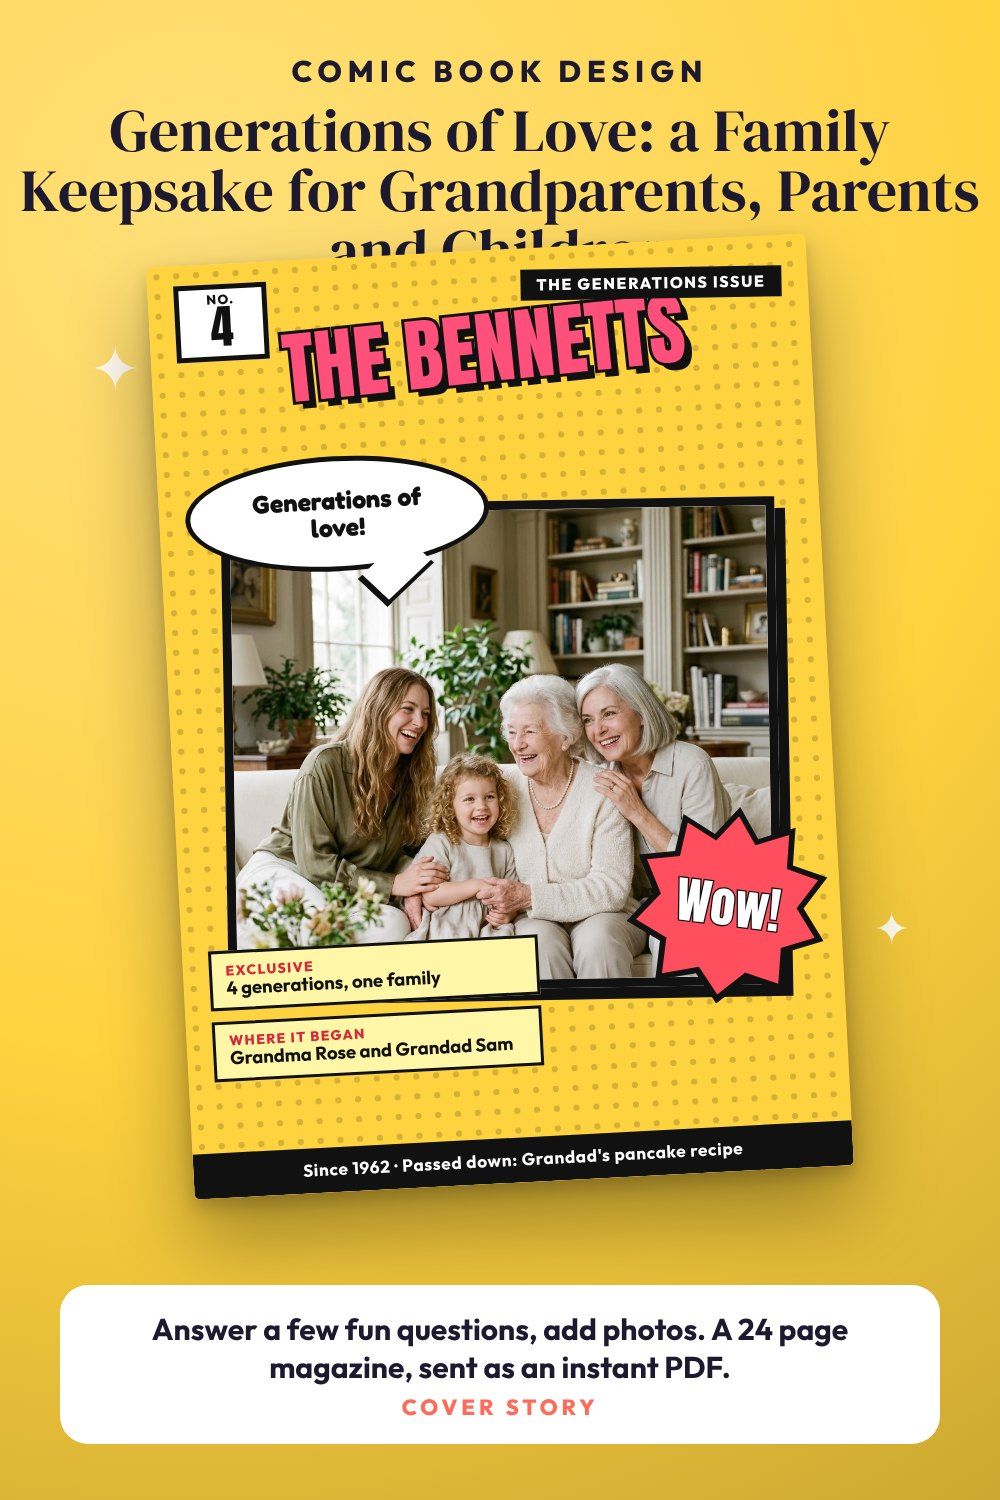 COMIC BOOK DESIGN
Generations of Love: a Family
Keepsake for Grandparents, Parents
and Children
THE GENERATIONS ISSUE
NO.
4
THE BENNETTS
Generations of
love!
Wow!
EXCLUSIVE
4 generations, one family
WHERE IT BEGAN
Grandma Rose and Grandad Sam
Since 1962 · Passed down: Grandad's pancake recipe
Answer a few fun questions, add photos. A 24 page
magazine, sent as an instant PDF.
COVER STORY